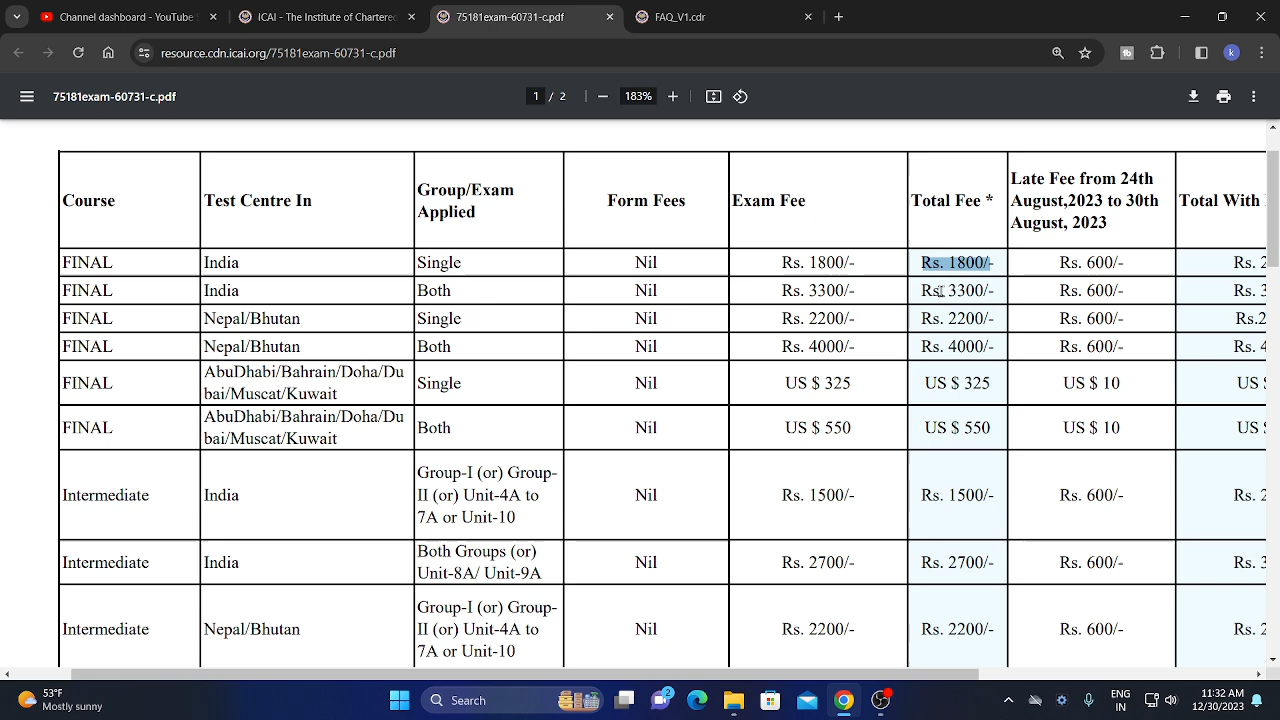 Channel dashboard - YouTube S
ICAI - The Institute of Chartere
75181exam-60731-c.pdf
FAQ_V1.cdr
resource.cdn.icai.org/75181exam-60731-c.pdf
k
75181exam-60731-c.pdf
1 / 2
183%
Course
Test Centre In
Group/Exam
Applied
Form Fees
Exam Fee
Total Fee *
Late Fee from 24th
August,2023 to 30th
August, 2023
Total With
FINAL India Single Nil Rs. 1800/- Rs. 1800/- Rs. 600/- Rs. 2
FINAL India Both Nil Rs. 3300/- Rs. 3300/- Rs. 600/- Rs. 3
FINAL Nepal/Bhutan Single Nil Rs. 2200/- Rs. 2200/- Rs. 600/- Rs.2
FINAL Nepal/Bhutan Both Nil Rs. 4000/- Rs. 4000/- Rs. 600/- Rs. 4
FINAL
AbuDhabi/Bahrain/Doha/Du
bai/Muscat/Kuwait
Single Nil US $ 325 US $ 325 US $ 10 US
FINAL
AbuDhabi/Bahrain/Doha/Du
bai/Muscat/Kuwait
Both Nil US $ 550 US $ 550 US $ 10 US
Intermediate India
Group-I (or) Group-
II (or) Unit-4A to
7A or Unit-10
Nil Rs. 1500/- Rs. 1500/- Rs. 600/- Rs. 2
Intermediate India
Both Groups (or)
Unit-8A/ Unit-9A
Nil Rs. 2700/- Rs. 2700/- Rs. 600/- Rs. 3
Intermediate Nepal/Bhutan
Group-I (or) Group-
II (or) Unit-4A to
7A or Unit-10
Nil Rs. 2200/- Rs. 2200/- Rs. 600/- Rs. 2
53°F
Mostly sunny
Search
2
ENG
IN
11:32 AM
12/30/2023